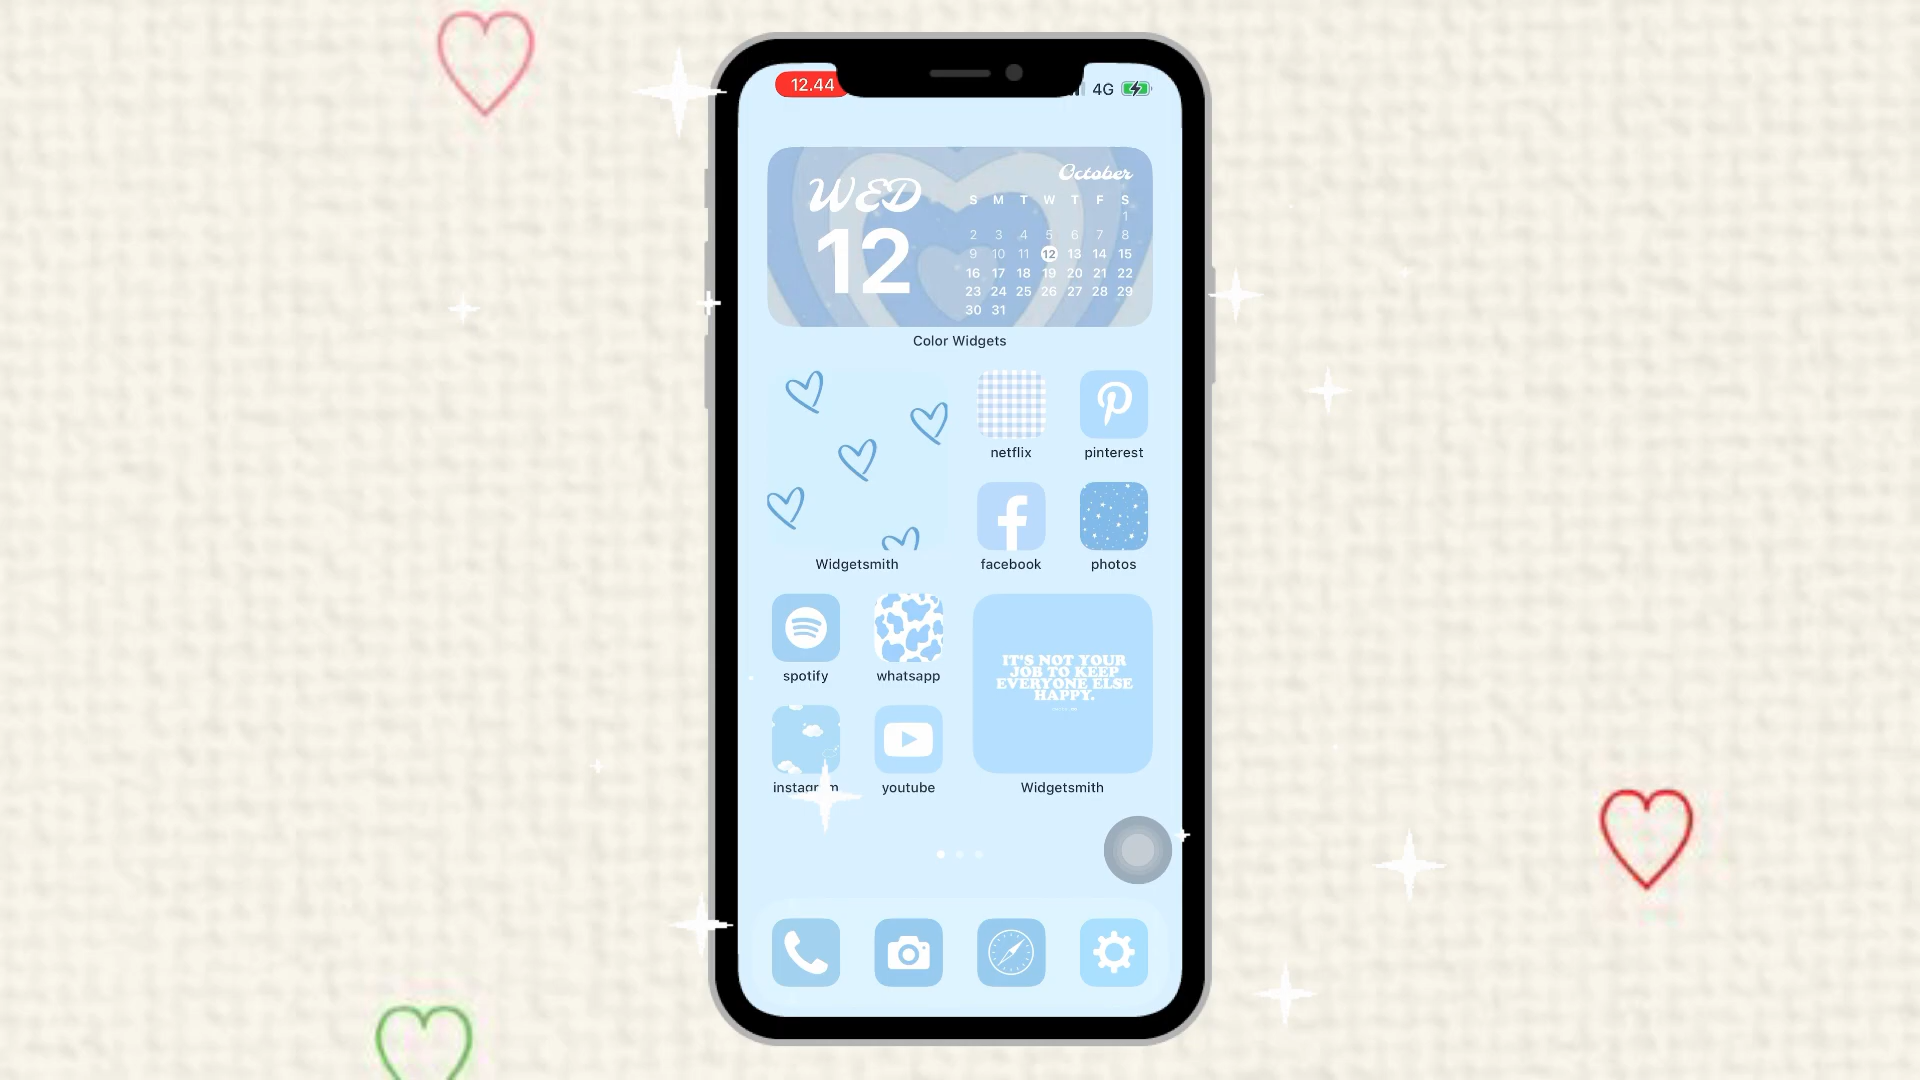 12.44
4G
WED
12
October
S M T W T F S
1
2 3 4 5 6 7 8
9 10 11 12 13 14 15
16 17 18 19 20 21 22
23 24 25 26 27 28 29
30 31
Color Widgets
netflix
pinterest
Widgetsmith
facebook
photos
spotify
whatsapp
IT'S NOT YOUR
JOB TO KEEP
EVERYONE ELSE
HAPPY.
youtube
Widgetsmith